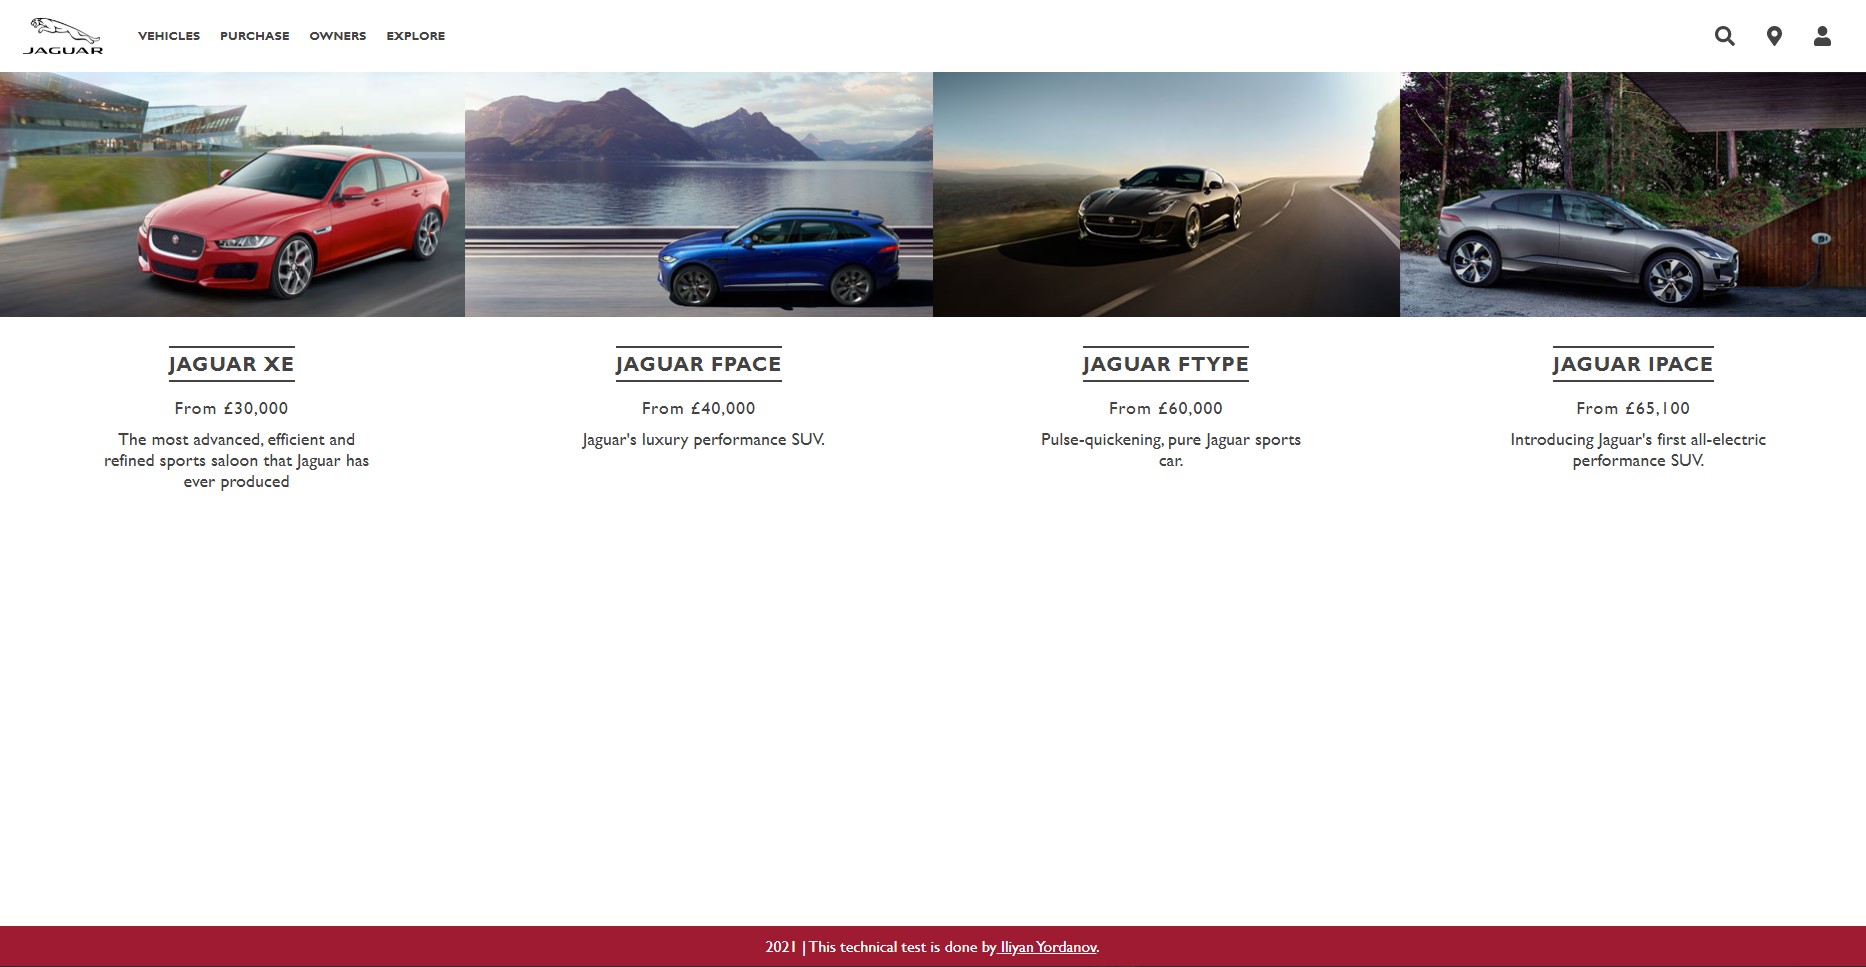 JAGUAR
VEHICLES PURCHASE OWNERS EXPLORE
JAGUAR XE
From £30,000
The most advanced, efficient and
refined sports saloon that Jaguar has
ever produced
JAGUAR FPACE
From £40,000
Jaguar's luxury performance SUV.
JAGUAR FTYPE
From £60,000
Pulse-quickening, pure Jaguar sports
car.
JAGUAR IPACE
From £65,100
Introducing Jaguar's first all-electric
performance SUV.
2021 | This technical test is done by Iliyan Yordanov.